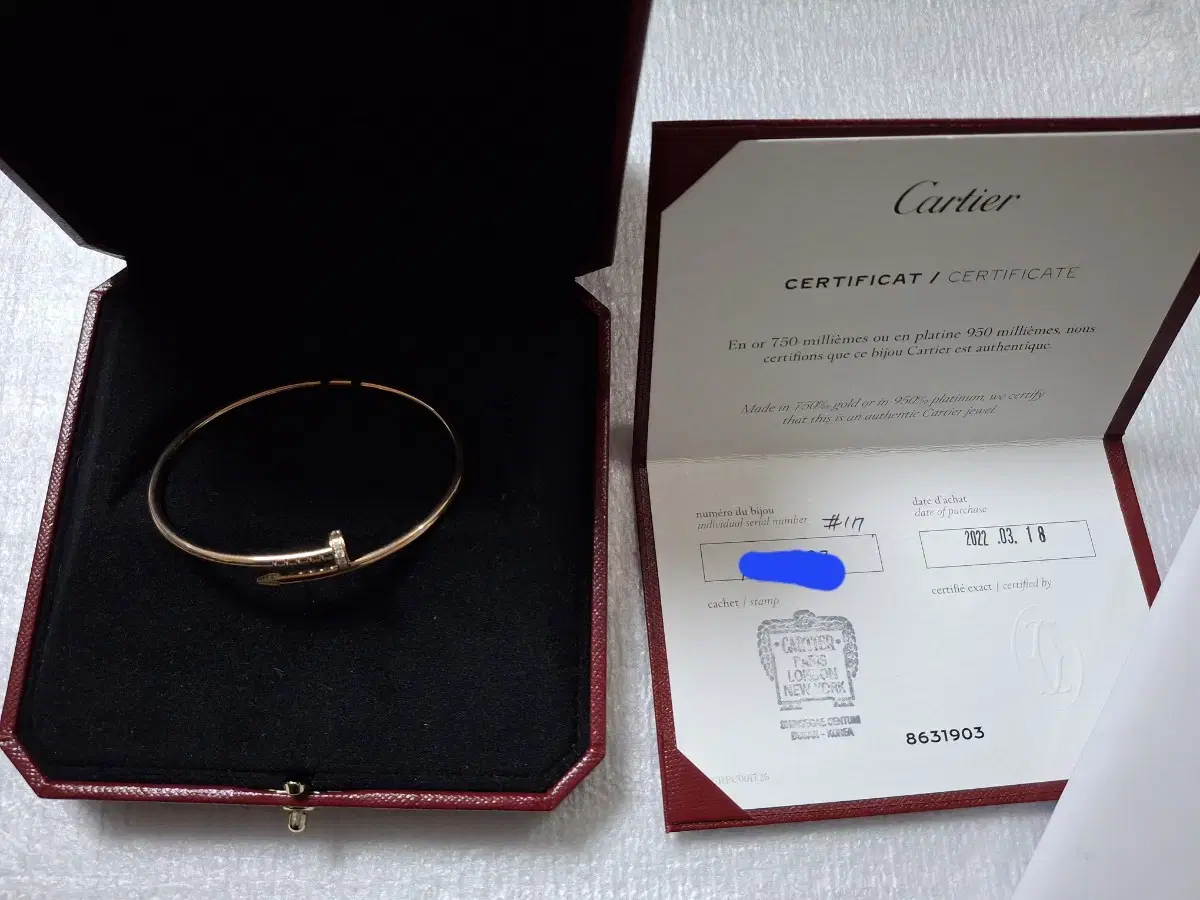 Cartier
CERTIFICAT / CERTIFICATE
En or 750 millièmes ou en platine 950 millièmes, nous
certifions que ce bijou Cartier est authentique.
Made in 750‰ gold or in 950‰ platinum, we certify
that this is an authentic Cartier jewel.
numéro du bijou
individual serial number
#17
date d'achat
date of purchase
2022 .03. 18
cachet / stamp
certifié exact / certified by
CARTIER
PARIS
LONDON
NEW YORK
SHINSEGAE CENTUM
BUSAN - KOREA
8631903